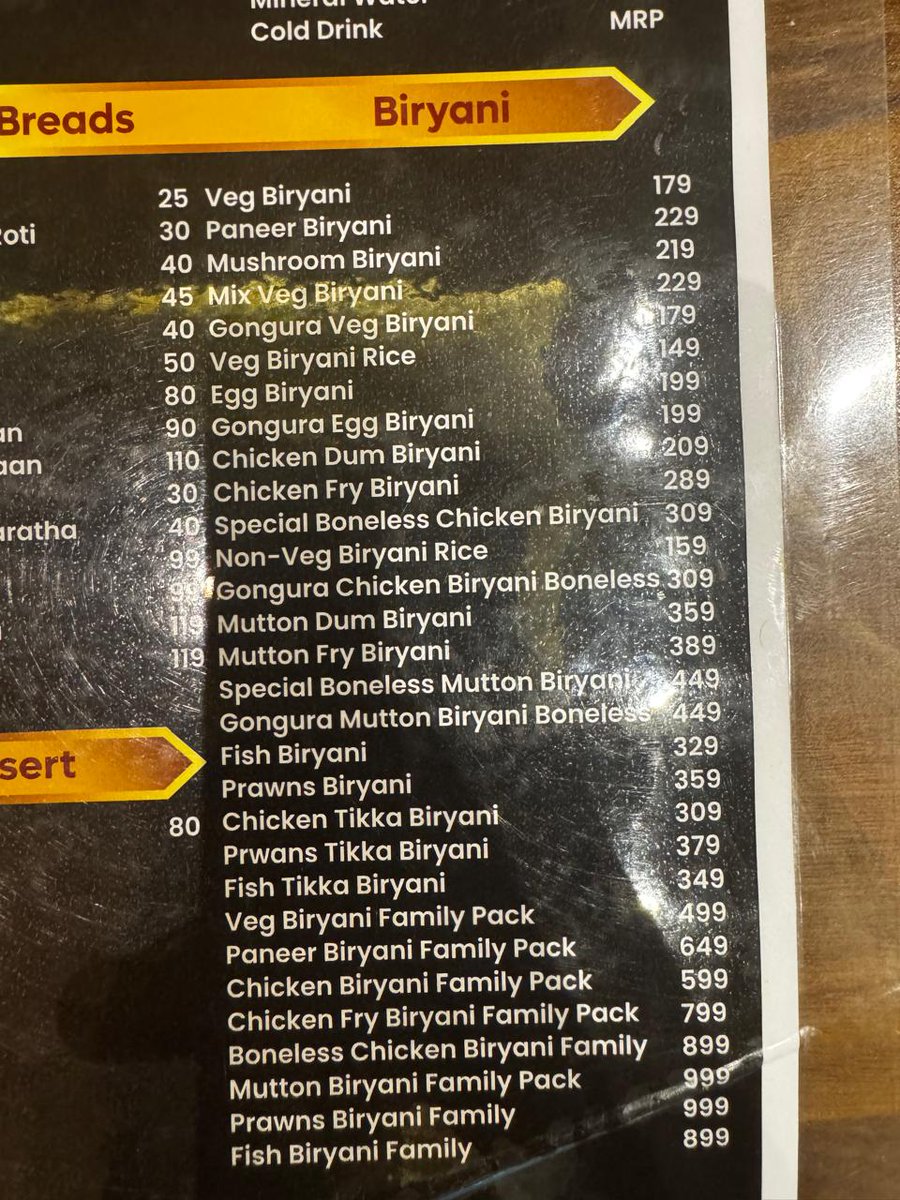 Mineral Water
Cold Drink MRP
Breads
25
oti 30
40
45
40
50
80
an 90
aan 110
30
aratha 40
99
99
119
119
sert
80
Biryani
Veg Biryani 179
Paneer Biryani 229
Mushroom Biryani 219
Mix Veg Biryani 229
Gongura Veg Biryani 179
Veg Biryani Rice 149
Egg Biryani 199
Gongura Egg Biryani 199
Chicken Dum Biryani 209
Chicken Fry Biryani 289
Special Boneless Chicken Biryani 309
Non-Veg Biryani Rice 159
Gongura Chicken Biryani Boneless 309
Mutton Dum Biryani 359
Mutton Fry Biryani 389
Special Boneless Mutton Biryani 449
Gongura Mutton Biryani Boneless 449
Fish Biryani 329
Prawns Biryani 359
Chicken Tikka Biryani 309
Prwans Tikka Biryani 379
Fish Tikka Biryani 349
Veg Biryani Family Pack 499
Paneer Biryani Family Pack 649
Chicken Biryani Family Pack 599
Chicken Fry Biryani Family Pack 799
Boneless Chicken Biryani Family 899
Mutton Biryani Family Pack 999
Prawns Biryani Family 999
Fish Biryani Family 899